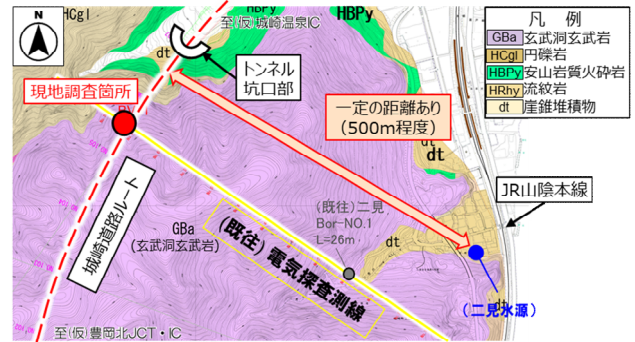 N
HCgl
至(仮)城崎温泉IC
HBPy
HBPy
dt
トンネル
坑口部
現地調査箇所
一定の距離あり
(500m程度)
凡 例
GBa 玄武洞玄武岩
HCgl 円礫岩
HBPy 安山岩質火砕岩
HRhy 流紋岩
dt 崖錐堆積物
dt
dt
JR山陰本線
城崎道路ルート
GBa
(玄武洞玄武岩)
(既往)二見
Bor-NO.1
L=26m
dt
(既往)電気探査測線
(二見水源)
dt
至(仮)豊岡北JCT・IC